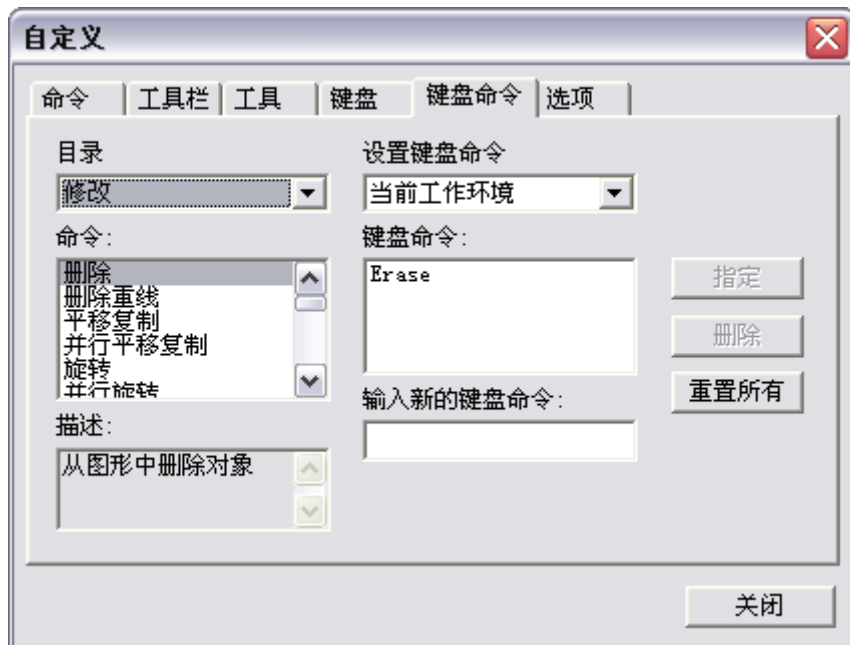 自定义
命令 工具栏 工具 键盘 键盘命令 选项
目录
修改
命令:
删除
删除重线
平移复制
并行平移复制
旋转
并行旋转
描述:
从图形中删除对象
设置键盘命令
当前工作环境
键盘命令:
Erase
输入新的键盘命令:
指定
删除
重置所有
关闭